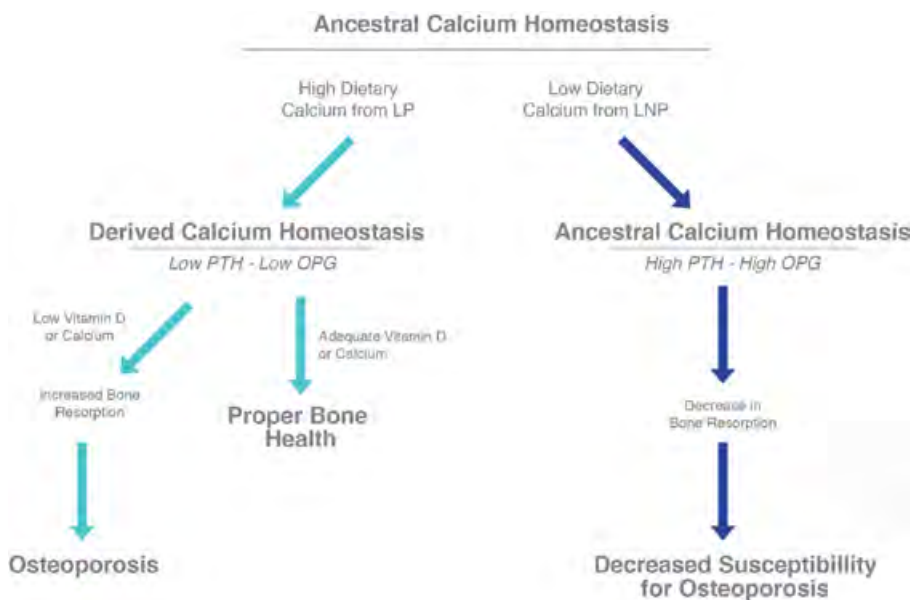 Ancestral Calcium Homeostasis
High Dietary
Calcium from LP
Low Dietary
Calcium from LNP
Derived Calcium Homeostasis
Low PTH - Low OPG
Ancestral Calcium Homeostasis
High PTH - High OPG
Low Vitamin D
or Calcium
Adequate Vitamin D
or Calcium
Increased Bone
Resorption
Proper Bone
Health
Decrease in
Bone Resorption
Osteoporosis
Decreased Susceptibillity
for Osteoporosis